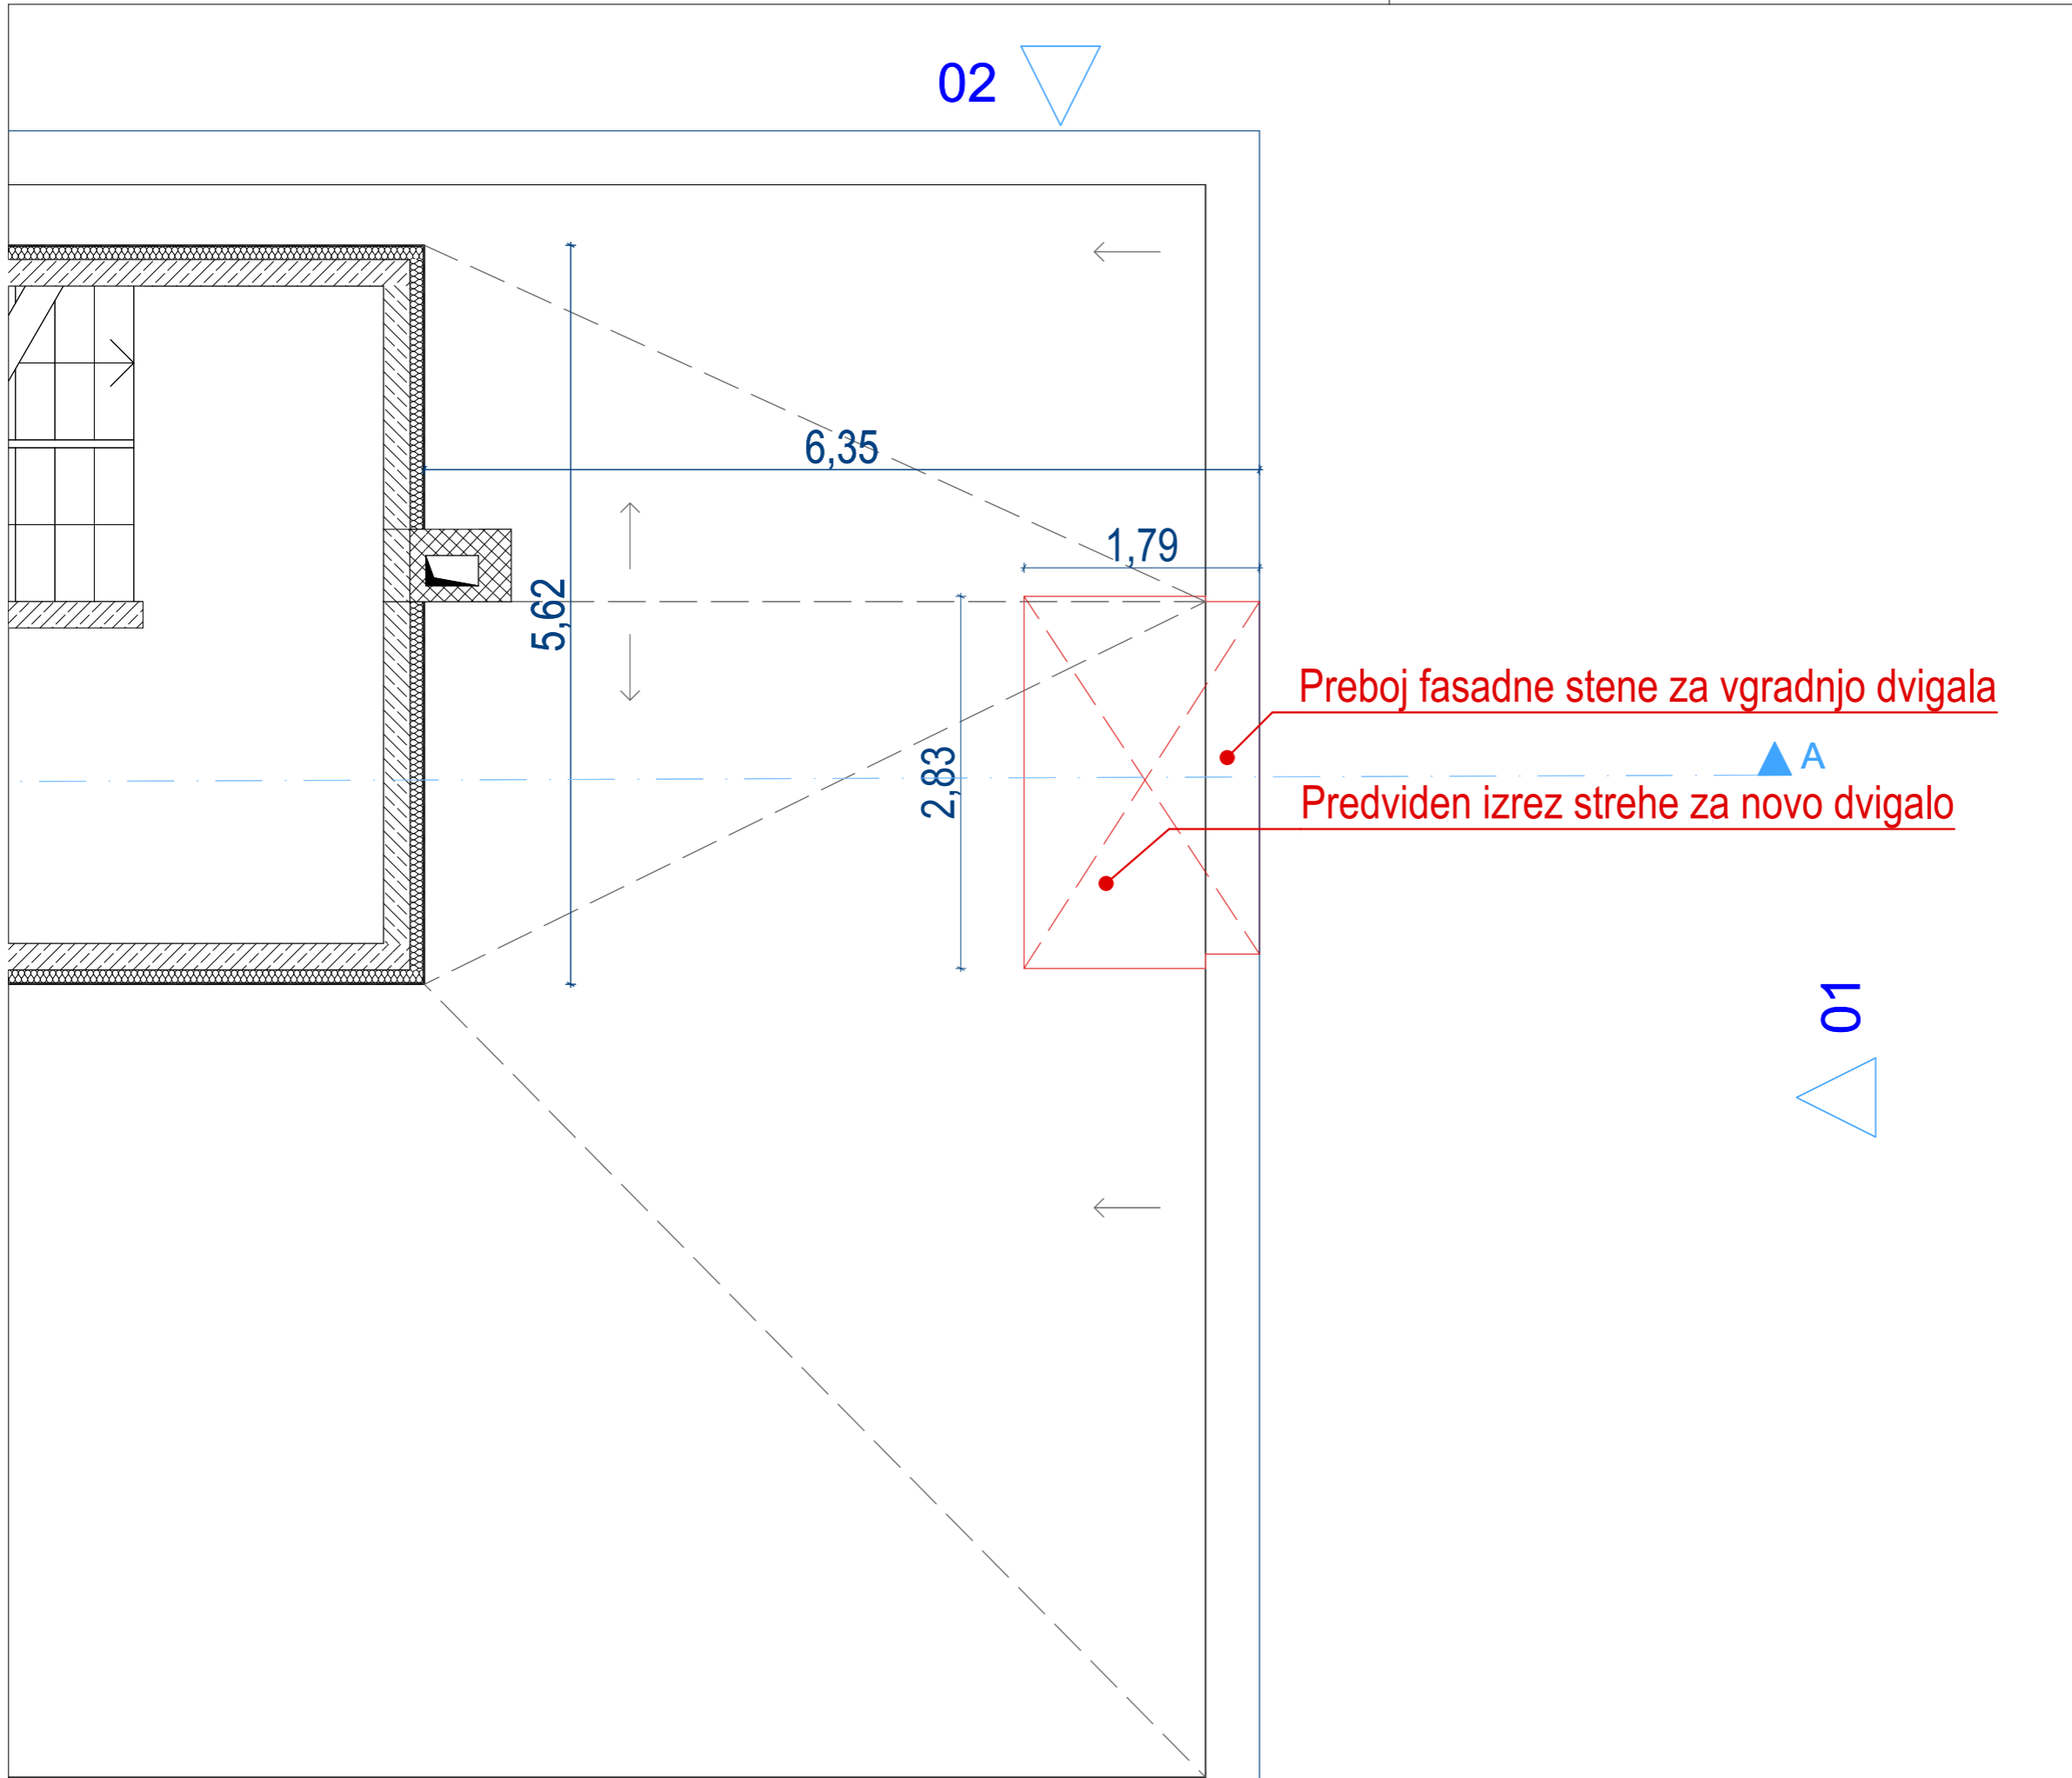 02
6,35
1,79
5,62
Preboj fasadne stene za vgradnjo dvigala
A
2,83
Predviden izrez strehe za novo dvigalo
01